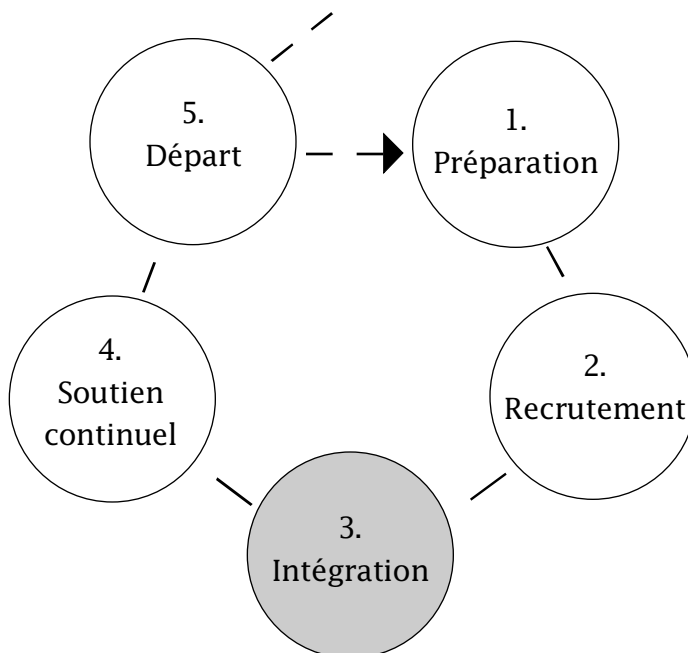 1.
Préparation
2.
Recrutement
3.
Intégration
4.
Soutien
continuel
5.
Départ